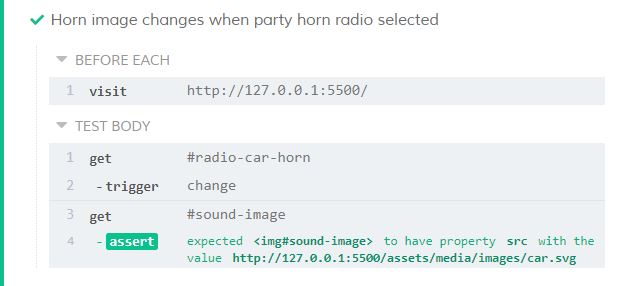 Horn image changes when party horn radio selected
BEFORE EACH
1 visit http://127.0.0.1:5500/
TEST BODY
1 get #radio-car-horn
2 -trigger change
3 get #sound-image
4 -assert expected <img#sound-image> to have property src with the
value http://127.0.0.1:5500/assets/media/images/car.svg